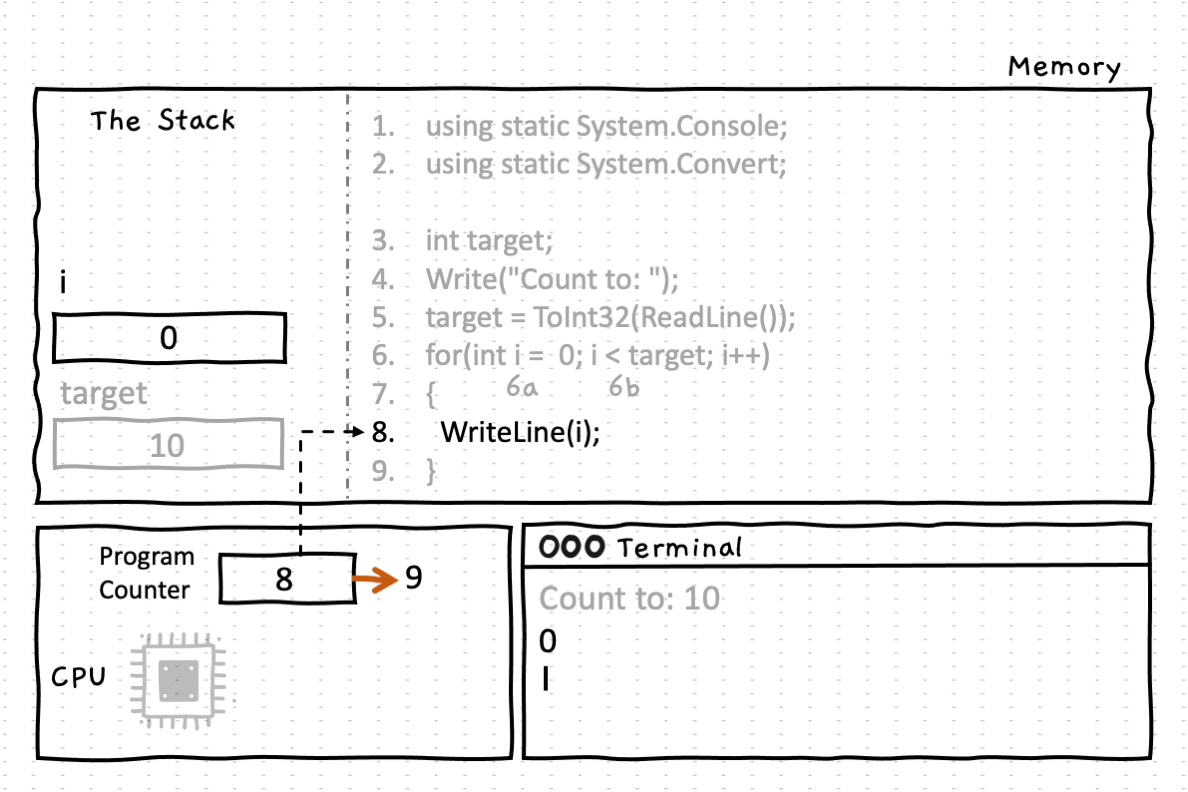 Memory
The Stack
i
0
target
10
1. using static System.Console;
2. using static System.Convert;
3. int target;
4. Write("Count to: ");
5. target = ToInt32(ReadLine());
6. for(int i = 0; i < target; i++)
6a 6b
7. {
8. WriteLine(i);
9. }
Program
Counter
8
9
CPU
Terminal
Count to: 10
0